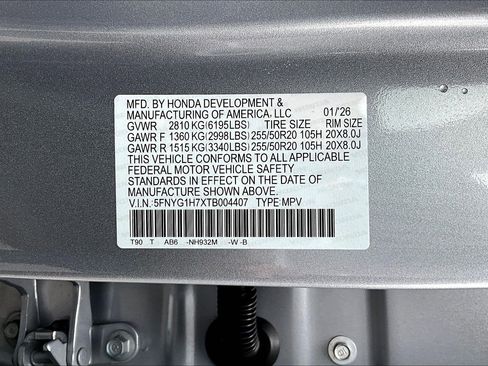 MFD. BY HONDA DEVELOPMENT &
MANUFACTURING OF AMERICA, LLC 01/'26
GVWR 2810 KG(6195LBS) TIRE SIZE RIM SIZE
GAWR F 1360 KG(2998LBS) 255/50R20 105H 20X8.0J
GAWR R 1515 KG(3340LBS) 255/50R20 105H 20X8.0J
THIS VEHICLE CONFORMS TO ALL APPLICABLE
FEDERAL MOTOR VEHICLE SAFETY
STANDARDS IN EFFECT ON THE DATE OF
MANUFACTURE SHOWN ABOVE.
V.I.N.: 5FNYG1H7XTB004407 TYPE: MPV
T90 T AB6 -NH932M -W -B